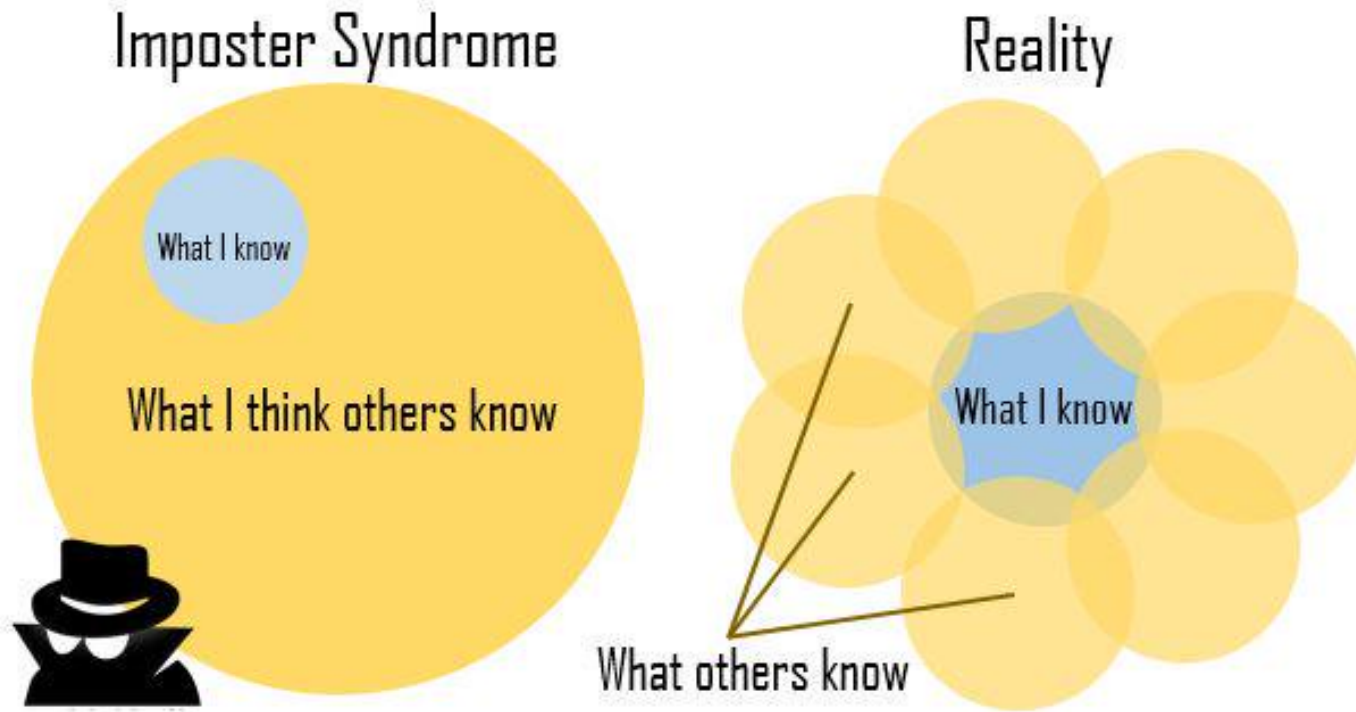 Imposter Syndrome
What I know
What I think others know
Reality
What I know
What others know